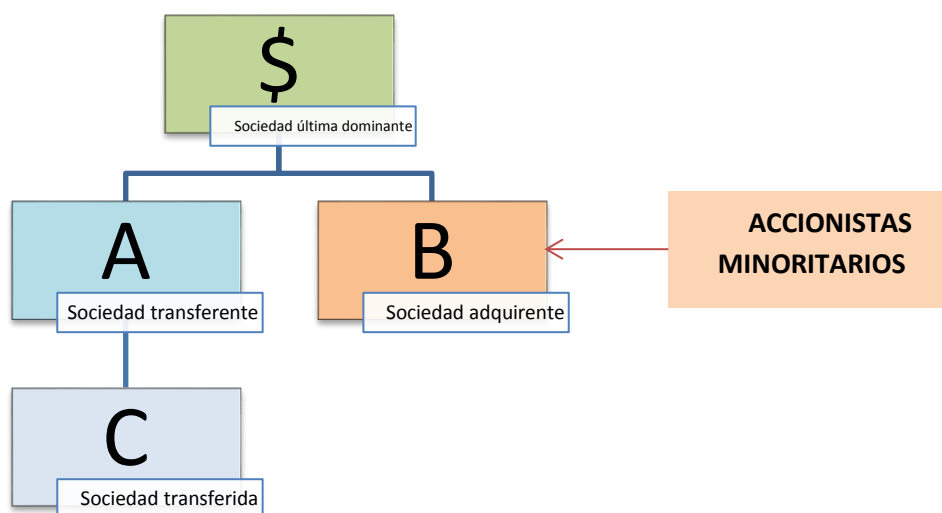 $
Sociedad última dominante
A
Sociedad transferente
B
Sociedad adquirente
ACCIONISTAS
MINORITARIOS
C
Sociedad transferida